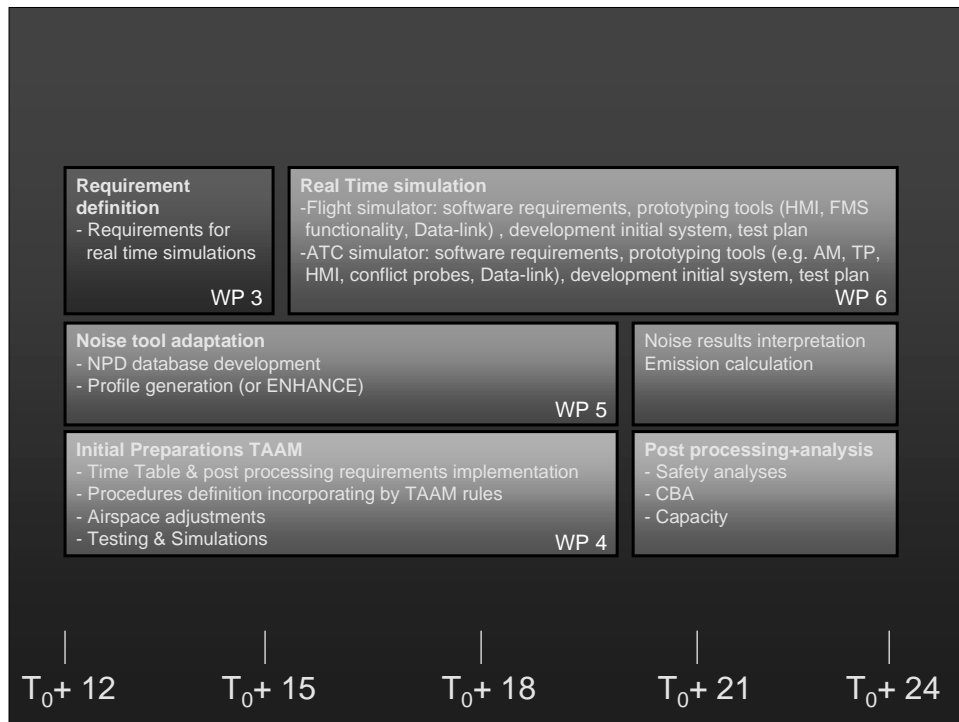 Requirement
definition
- Requirements for
real time simulations
WP 3
Real Time simulation
-Flight simulator: software requirements, prototyping tools (HMI, FMS
functionality, Data-link) , development initial system, test plan
-ATC simulator: software requirements, prototyping tools (e.g. AM, TP,
HMI, conflict probes, Data-link), development initial system, test plan
WP 6
Noise tool adaptation
- NPD database development
- Profile generation (or ENHANCE)
WP 5
Noise results interpretation
Emission calculation
Initial Preparations TAAM
- Time Table & post processing requirements implementation
- Procedures definition incorporating by TAAM rules
- Airspace adjustments
- Testing & Simulations
WP 4
Post processing+analysis
- Safety analyses
- CBA
- Capacity
T0+ 12
T0+ 15
T0+ 18
T0+ 21
T0+ 24